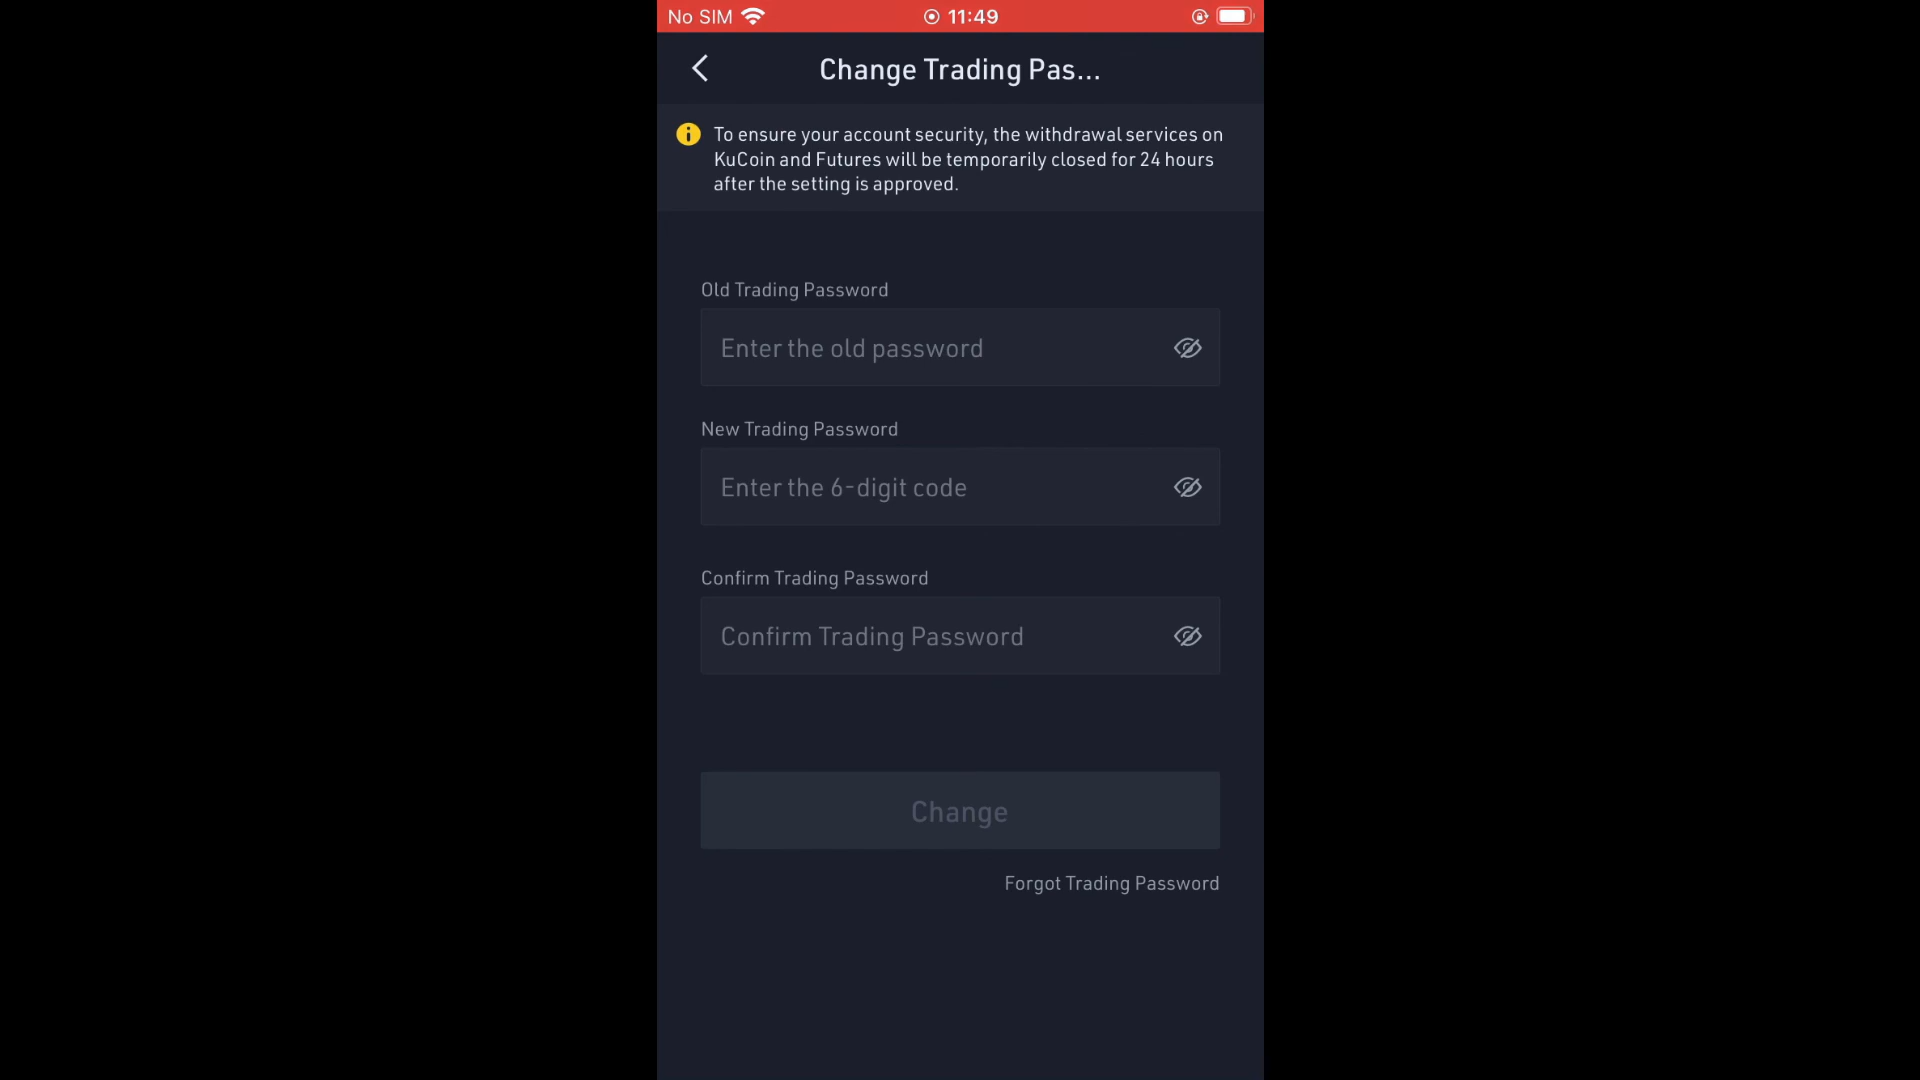 No SIM 11:49
Change Trading Pas...
To ensure your account security, the withdrawal services on
KuCoin and Futures will be temporarily closed for 24 hours
after the setting is approved.
Old Trading Password
Enter the old password
New Trading Password
Enter the 6-digit code
Confirm Trading Password
Confirm Trading Password
Change
Forgot Trading Password